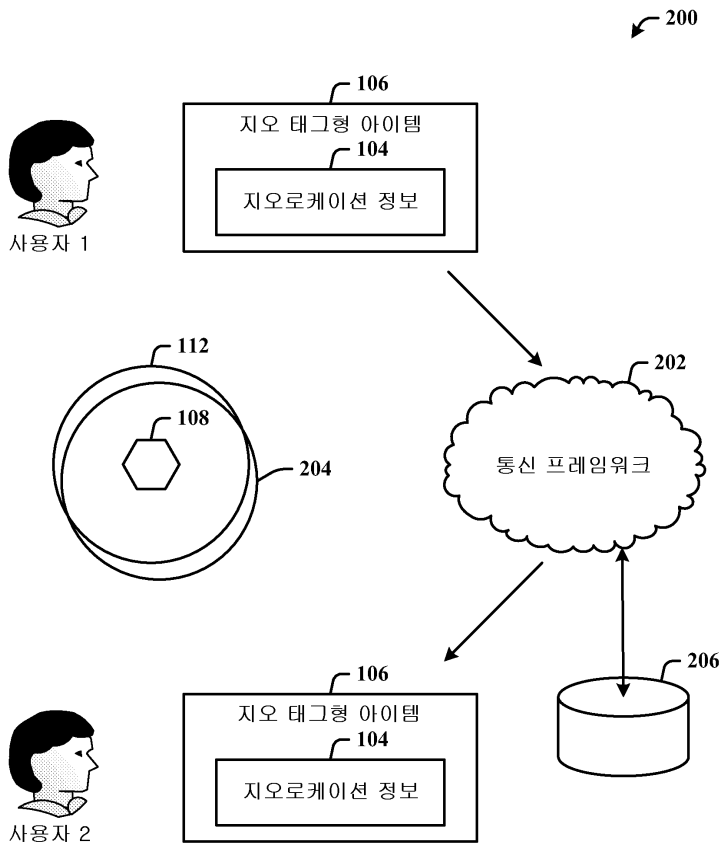 200
106
지오 태그형 아이템
104
지오로케이션 정보
사용자 1
112
108
204
202
통신 프레임워크
206
106
지오 태그형 아이템
104
지오로케이션 정보
사용자 2